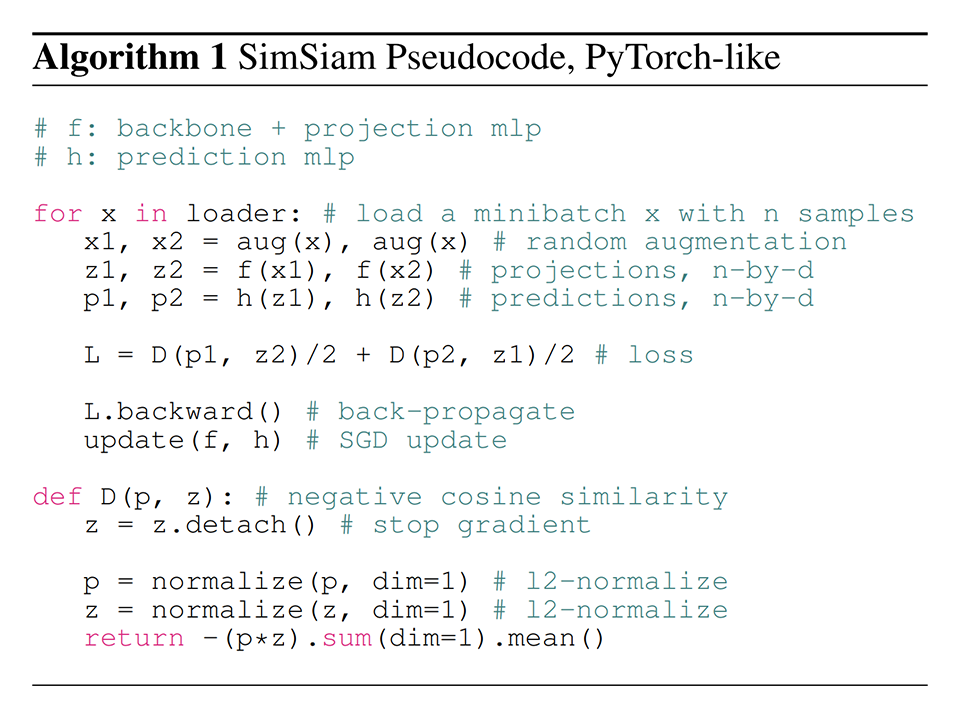 Algorithm 1 SimSiam Pseudocode, PyTorch-like
# f: backbone + projection mlp
# h: prediction mlp
for x in loader: # load a minibatch x with n samples
    x1, x2 = aug(x), aug(x) # random augmentation
    z1, z2 = f(x1), f(x2) # projections, n-by-d
    p1, p2 = h(z1), h(z2) # predictions, n-by-d
    L = D(p1, z2)/2 + D(p2, z1)/2 # loss
    L.backward() # back-propagate
    update(f, h) # SGD update
def D(p, z): # negative cosine similarity
    z = z.detach() # stop gradient
    p = normalize(p, dim=1) # l2-normalize
    z = normalize(z, dim=1) # l2-normalize
    return -(p*z).sum(dim=1).mean()